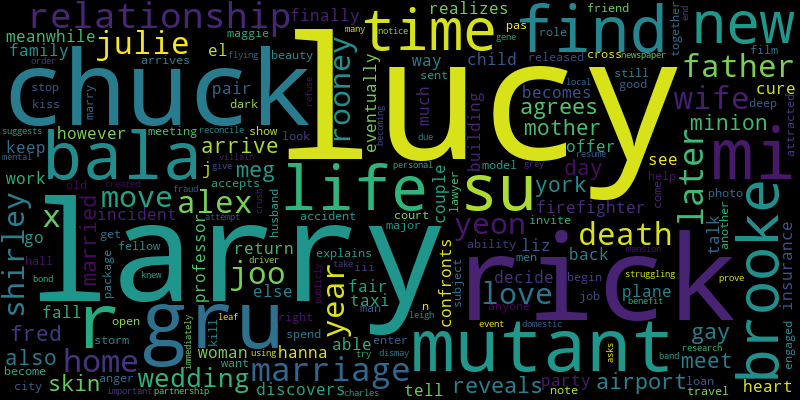 relationship finally many pas friend
realizes
time find new
role together end
meanwhile julie el maggie cross newspaper
gene
family arrives flying notice sent released film
chuck lucy
beauty way child still father
stop pair rooney eventually good cure
kiss marry dark much becomes deep
order refuse building agrees wife attracted
suggests reconcile however meeting show mother minion
keep arrive look offer local
bala villain j meg due see mi
mental give life model su york day help
work move alex accepts couple personal becoming grey resume come
old created fraud crush lawyer firefighter later
shirley x married incident professor husband accident court yeon invite photo brooke
go attempt return explains major ability liz death talk another
get fellow driver confronts men back
hall package joo knew take iii n decide plane
larry rick
bond fall year fair taxi subject begin struggling mansion
r gru else man love job benefit prove
publicly right anyone
open storm kill leaf able mutant event gay engaged insurance
fred immediately woman spend hanna enter leigh domestic
also home want using try dismay asks band research meet
become skin anger wedding marriage reveals airport heart
city important partnership discovers charles tell party note loan travel